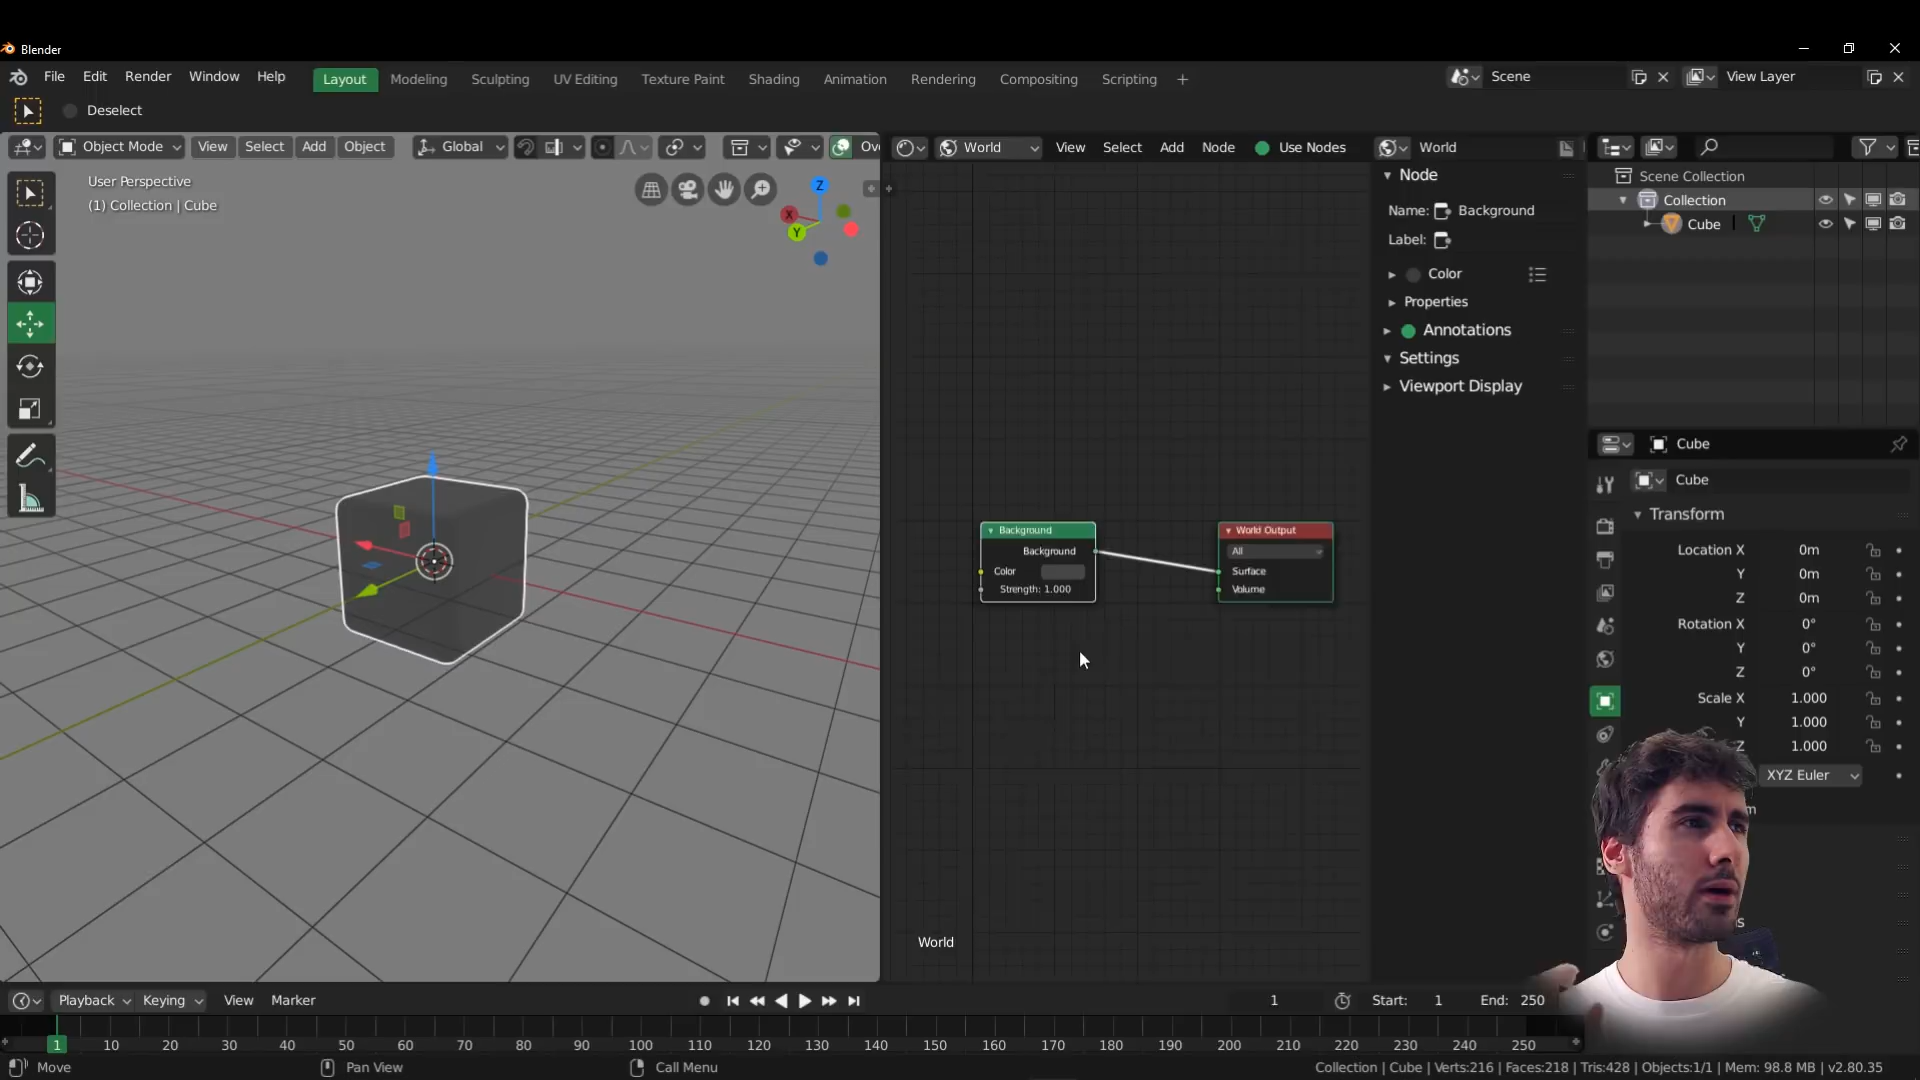 Blender
File Edit Render Window Help Layout Modeling Sculpting UV Editing Texture Paint Shading Animation Rendering Compositing Scripting + Scene View Layer
Deselect
Object Mode View Select Add Object Global Ov World View Select Add Node Use Nodes World
User Perspective
(1) Collection | Cube
Z
X
Y
Node
Name: Background
Label:
Color
Properties
Annotations
Settings
Viewport Display
Scene Collection
Collection
Cube
Background
Background
Color
Strength: 1.000
World Output
All
Surface
Volume
World
Cube
Cube
Transform
Location X 0m
Y 0m
Z 0m
Rotation X 0°
Y 0°
Z 0°
Scale X 1.000
Y 1.000
Z 1.000
XYZ Euler
m
s
Playback Keying View Marker 1 Start: 1 End: 250
1 10 20 30 40 50 60 70 80 90 100 110 120 130 140 150 160 170 180 190 200 210 220 230 240 250
Move Pan View Call Menu Collection | Cube | Verts:216 | Faces:218 | Tris:428 | Objects:1/1 | Mem: 98.8 MB | v2.80.35